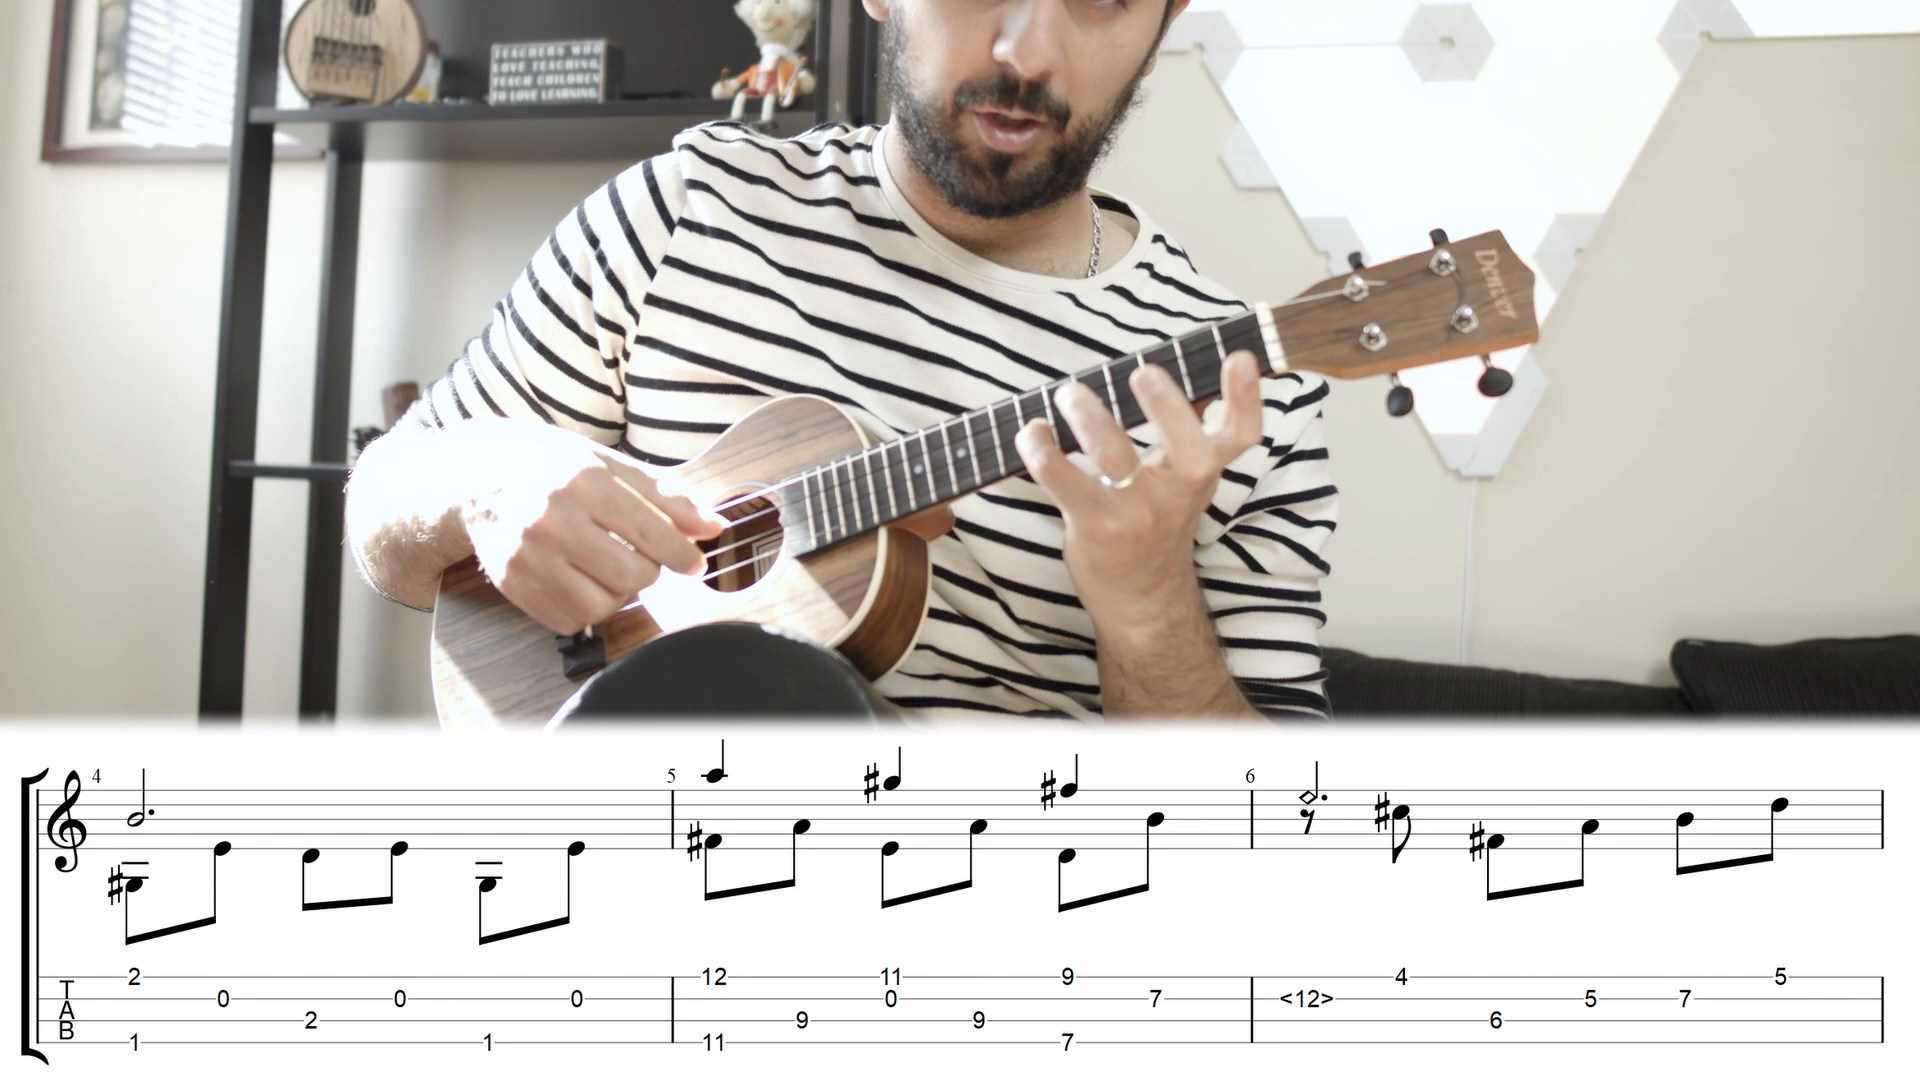 TEACHERS WHO
LOVE TEACHING,
TEACH CHILDREN
TO LOVE LEARNING.
Denver
4 5 6
T
A
B
2 12 11 9 4 5
0 0 0 0 7 <12> 5 7
2 9 9 6
1 1 11 7